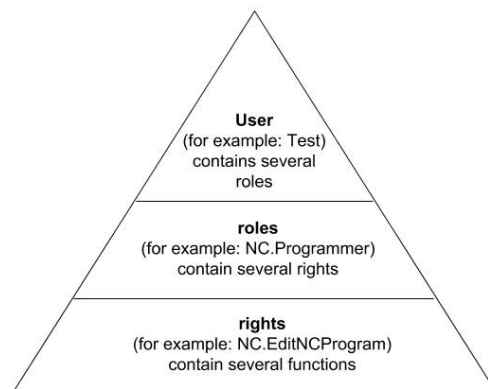 User
(for example: Test)
contains several
roles
roles
(for example: NC.Programmer)
contain several rights
rights
(for example: NC.EditNCProgram)
contain several functions